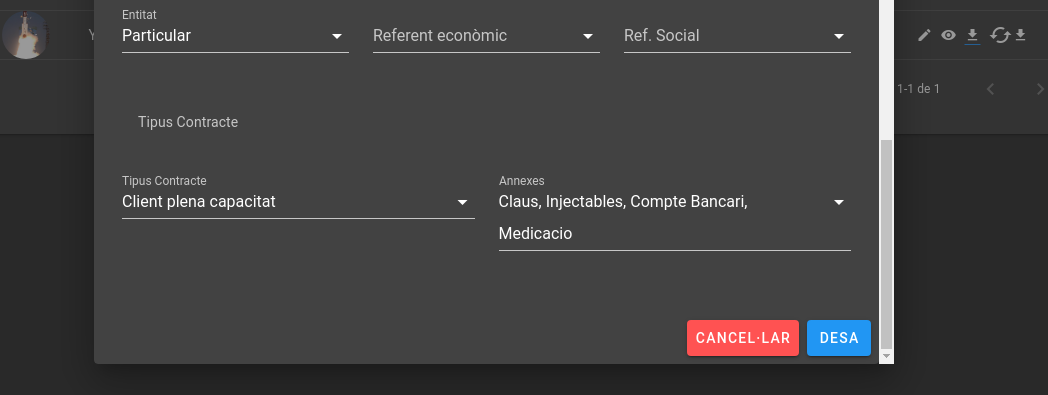 Entitat
Particular
Referent econòmic
Ref. Social
1-1 de 1
Tipus Contracte
Tipus Contracte
Client plena capacitat
Annexes
Claus, Injectables, Compte Bancari,
Medicacio
CANCEL·LAR
DESA